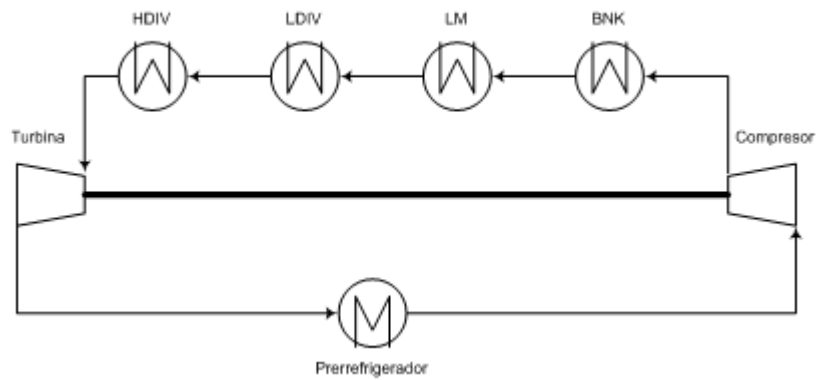 HDIV
LDIV
LM
BNK
Turbina
Compresor
Prerrefrigerador